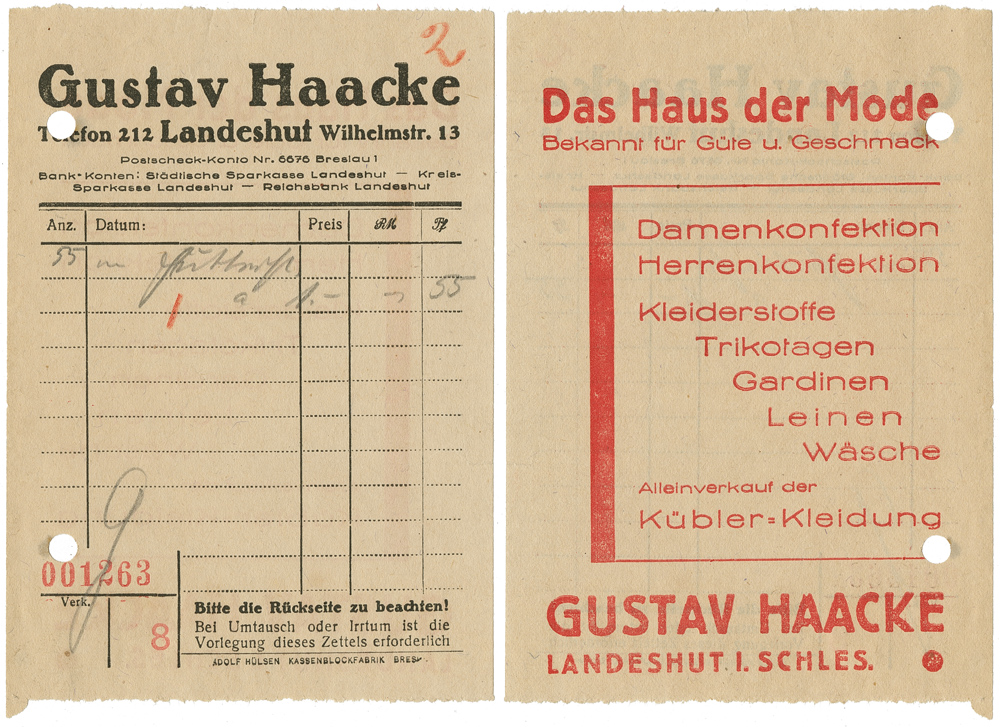 2
Gustav Haacke
Telefon 212 Landeshut Wilhelmstr. 13
Postscheck-Konto Nr. 6676 Breslau 1
Bank-Konten: Städtische Sparkasse Landeshut — Kreis-
Sparkasse Landeshut — Reichsbank Landeshut
Anz. Datum: Preis RM Pf
55
a 1.- - 55
001263
Verk.
8
Bitte die Rückseite zu beachten!
Bei Umtausch oder Irrtum ist die
Vorlegung dieses Zettels erforderlich
ADOLF HÜLSEN KASSENBLOCKFABRIK
Das Haus der Mode
Bekannt für Güte u. Geschmack
Damenkonfektion
Herrenkonfektion
Kleiderstoffe
Trikotagen
Gardinen
Leinen
Wäsche
Alleinverkauf der
Kübler=Kleidung
GUSTAV HAACKE
LANDESHUT I. SCHLES.